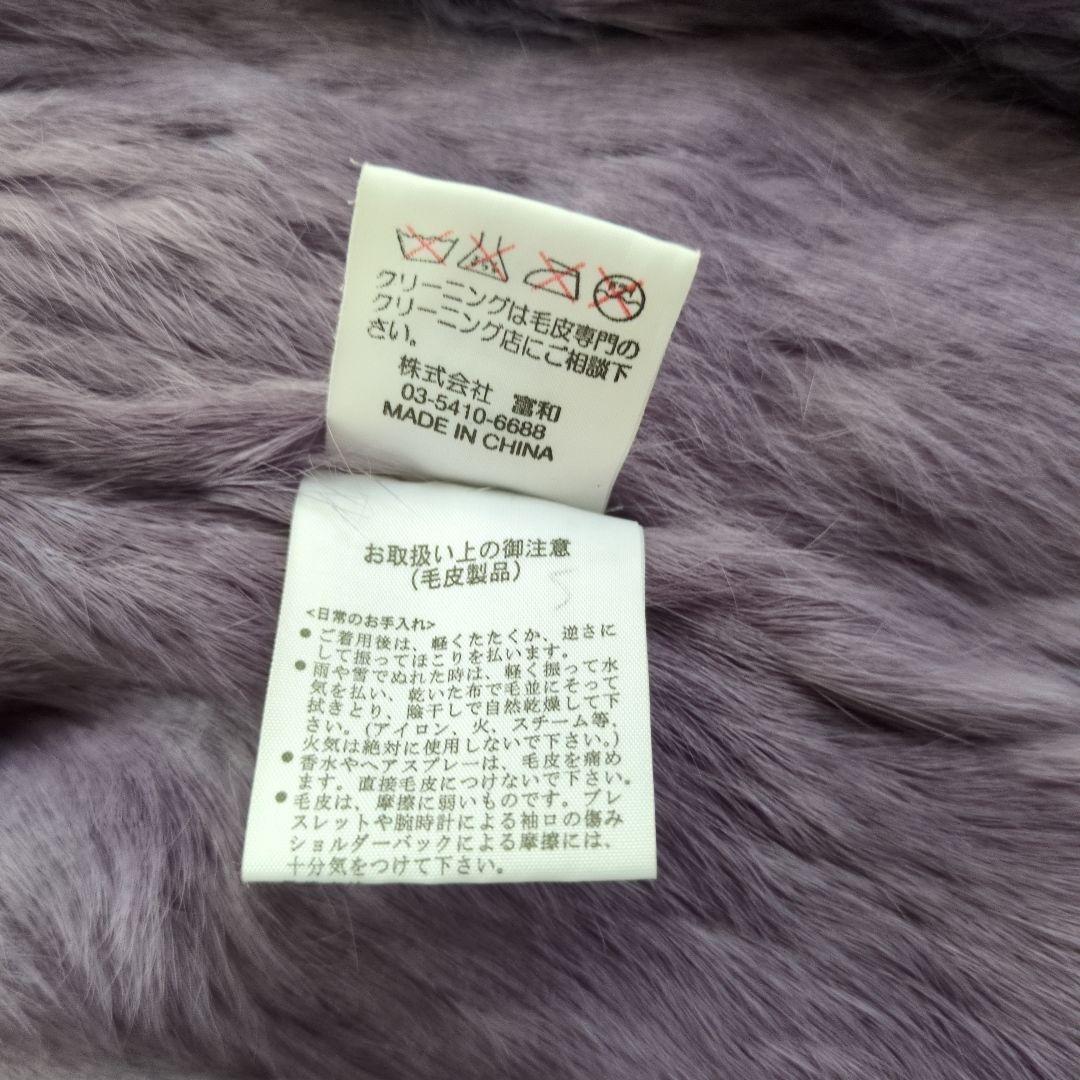 クリーニングは毛皮専門の
クリーニング店にご相談下
さい。
株式会社 富和
03-5410-6688
MADE IN CHINA
お取扱い上の御注意
(毛皮製品)
<日常のお手入れ>
●ご着用後は、軽くたたくか、逆さに
して振ってほこりを払います。
●雨や雪でぬれた時は、軽く振って水
気を払い、乾いた布で毛並にそって
拭きとり、陰干しで自然乾燥して下
さい。(アイロン、火、スチーム等、
火気は絶対に使用しないで下さい。)
●香水やヘアスプレーは、毛皮を痛め
ます。直接毛皮につけないで下さい。
●毛皮は、摩擦に弱いものです。ブレ
スレットや腕時計による袖口の傷み
ショルダーバックによる摩擦には、
十分気をつけて下さい。